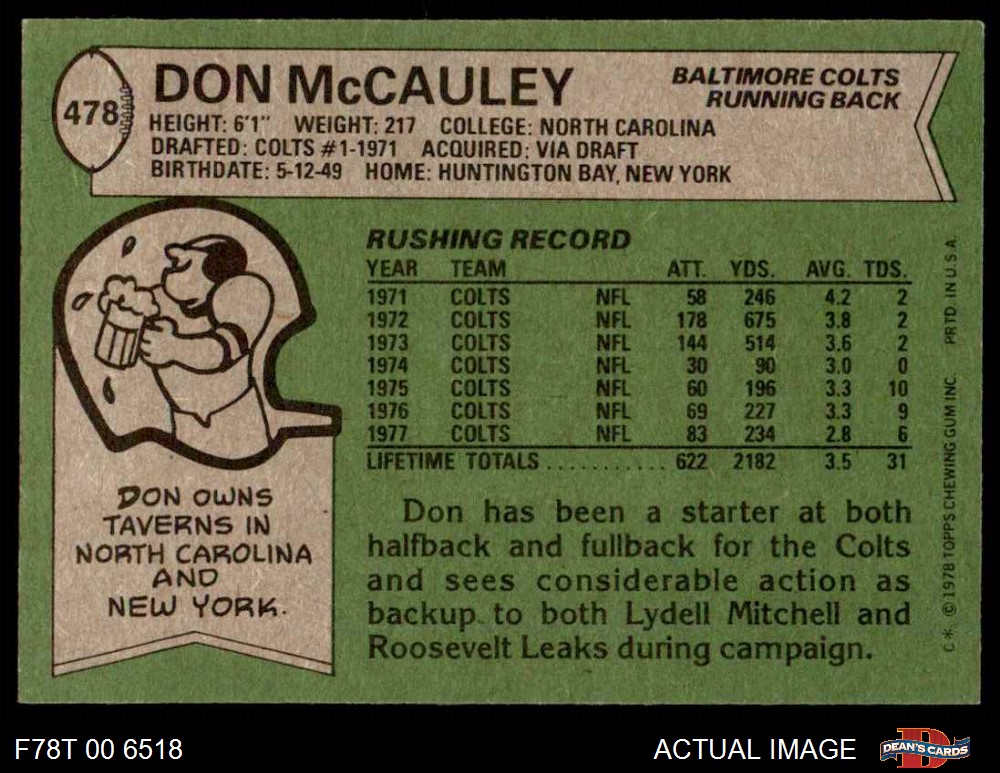 478
DON McCAULEY
BALTIMORE COLTS
RUNNING BACK
HEIGHT: 6'1" WEIGHT: 217 COLLEGE: NORTH CAROLINA
DRAFTED: COLTS #1-1971 ACQUIRED: VIA DRAFT
BIRTHDATE: 5-12-49 HOME: HUNTINGTON BAY, NEW YORK
DON OWNS
TAVERNS IN
NORTH CAROLINA
AND
NEW YORK.
RUSHING RECORD
YEAR TEAM ATT. YDS. AVG. TDS.
1971 COLTS NFL 58 246 4.2 2
1972 COLTS NFL 178 675 3.8 2
1973 COLTS NFL 144 514 3.6 2
1974 COLTS NFL 30 90 3.0 0
1975 COLTS NFL 60 196 3.3 10
1976 COLTS NFL 69 227 3.3 9
1977 COLTS NFL 83 234 2.8 6
LIFETIME TOTALS........... 622 2182 3.5 31
Don has been a starter at both
halfback and fullback for the Colts
and sees considerable action as
backup to both Lydell Mitchell and
Roosevelt Leaks during campaign.
C* © 1978 TOPPS CHEWING GUM INC. PRTD. IN U.S.A.
F78T 00 6518
ACTUAL IMAGE
D
DEAN'S CARDS